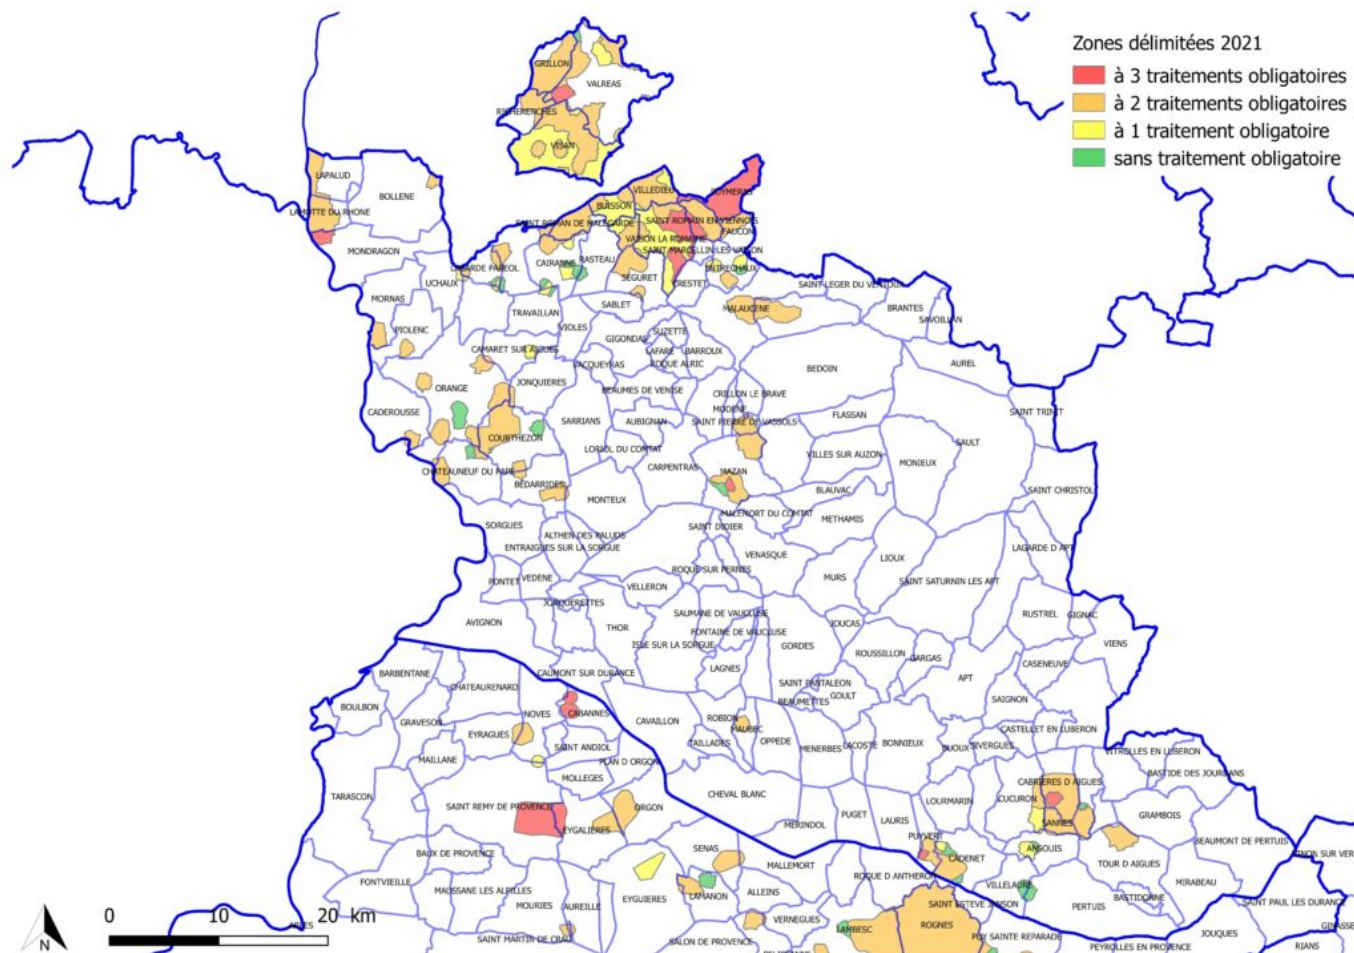 Zones délimitées 2021
à 3 traitements obligatoires
à 2 traitements obligatoires
à 1 traitement obligatoire
sans traitement obligatoire
GRILLON
VALREAS
RICHERENCHES
VISAN
LAPALUD
BOLLENE
LAMOTTE DU RHONE
MONDRAGON
VILLEDIEU
PUYMERAS
BUISSON
SAINT ROMAN DE MALEGARDE
SAINT ROMAIN EN VIENNOIS
FAUCON
VAISON LA ROMAINE
SAINT MARCELLIN LES VAISON
CAIRANNE
RASTEAU
LAGARDE PAREOL
SEGURET
ENTRECHAUX
CRESTET
UCHAUX
SAINT LEGER DU VENTOUX
MORNAS
TRAVAILLAN
SABLET
MALAUCENE
BRANTES
SAVOILLAN
PIOLENC
VIOLES
SUZETTE
GIGONDAS
CAMARET SUR AIGUES
LAFARE
BARROUX
ROQUE ALRIC
VACQUEYRAS
BEDOIN
AUREL
ORANGE
JONQUIERES
BEAUMES DE VENISE
CRILLON LE BRAVE
CADEROUSSE
MODENE
SAINT TRINIT
SARRIANS
AUBIGNAN
SAINT PIERRE DE VASSOLS
FLASSAN
COURTHEZON
SAULT
LORIOL DU COMTAT
VILLES SUR AUZON
MONIEUX
CARPENTRAS
MAZAN
CHATEAUNEUF DU PAPE
BEDARRIDES
MONTEUX
BLAUVAC
SAINT CHRISTOL
MALEMORT DU COMTAT
METHAMIS
SORGUES
SAINT DIDIER
ALTHEN DES PALUDS
ENTRAIGUES SUR LA SORGUE
VENASQUE
LIOUX
LAGARDE D APT
ROQUE SUR PERNES
PONTET
VEDENE
VELLERON
MURS
SAINT SATURNIN LES APT
JONQUERETTES
AVIGNON
THOR
SAUMANE DE VAUCLUSE
FONTAINE DE VAUCLUSE
JOUCAS
RUSTREL
GIGNAC
ISLE SUR LA SORGUE
GORDES
ROUSSILLON
GARGAS
VIENS
BARBENTANE
CAUMONT SUR DURANCE
LAGNES
CASENEUVE
CHATEAURENARD
SAINT PANTALEON
APT
BEAUMETTES
GOULT
SAIGNON
BOULBON
GRAVESON
NOVES
CABANNES
CAVAILLON
ROBION
MAUBEC
CASTELLET EN LUBERON
EYRAGUES
TAILLADES
OPPEDE
MENERBES
LACOSTE
BONNIEUX
BUOUX
SIVERGUES
SAINT ANDIOL
VITROLLES EN LUBERON
MAILLANE
PLAN D ORGON
MOLLEGES
BASTIDE DES JOURDANS
TARASCON
CHEVAL BLANC
CABRIERES D AIGUES
SAINT REMY DE PROVENCE
ORGON
LOURMARIN
CUCURON
PUGET
LAURIS
MERINDOL
SANNES
GRAMBOIS
EYGALIERES
PUYVERT
BEAUMONT DE PERTUIS
BAUX DE PROVENCE
SENAS
MALLEMORT
CADENET
ANSOUIS
TOUR D AIGUES
FONTVIEILLE
ROQUE D ANTHERON
MIRABEAU
MAUSSANE LES ALPILLES
EYGUIERES
LAMANON
ALLEINS
VILLELAURE
BASTIDONNE
MOURIES
AUREILLE
SAINT ESTEVE JANSON
PERTUIS
SAINT PAUL LES DURANCE
0 10 20 km
N
VERNEGUES
LAMBESC
ROGNES
JOUQUES
SAINT MARTIN DE CRAU
SALON DE PROVENCE
PUY SAINTE REPARADE
PEYROLLES EN PROVENCE
RIANS